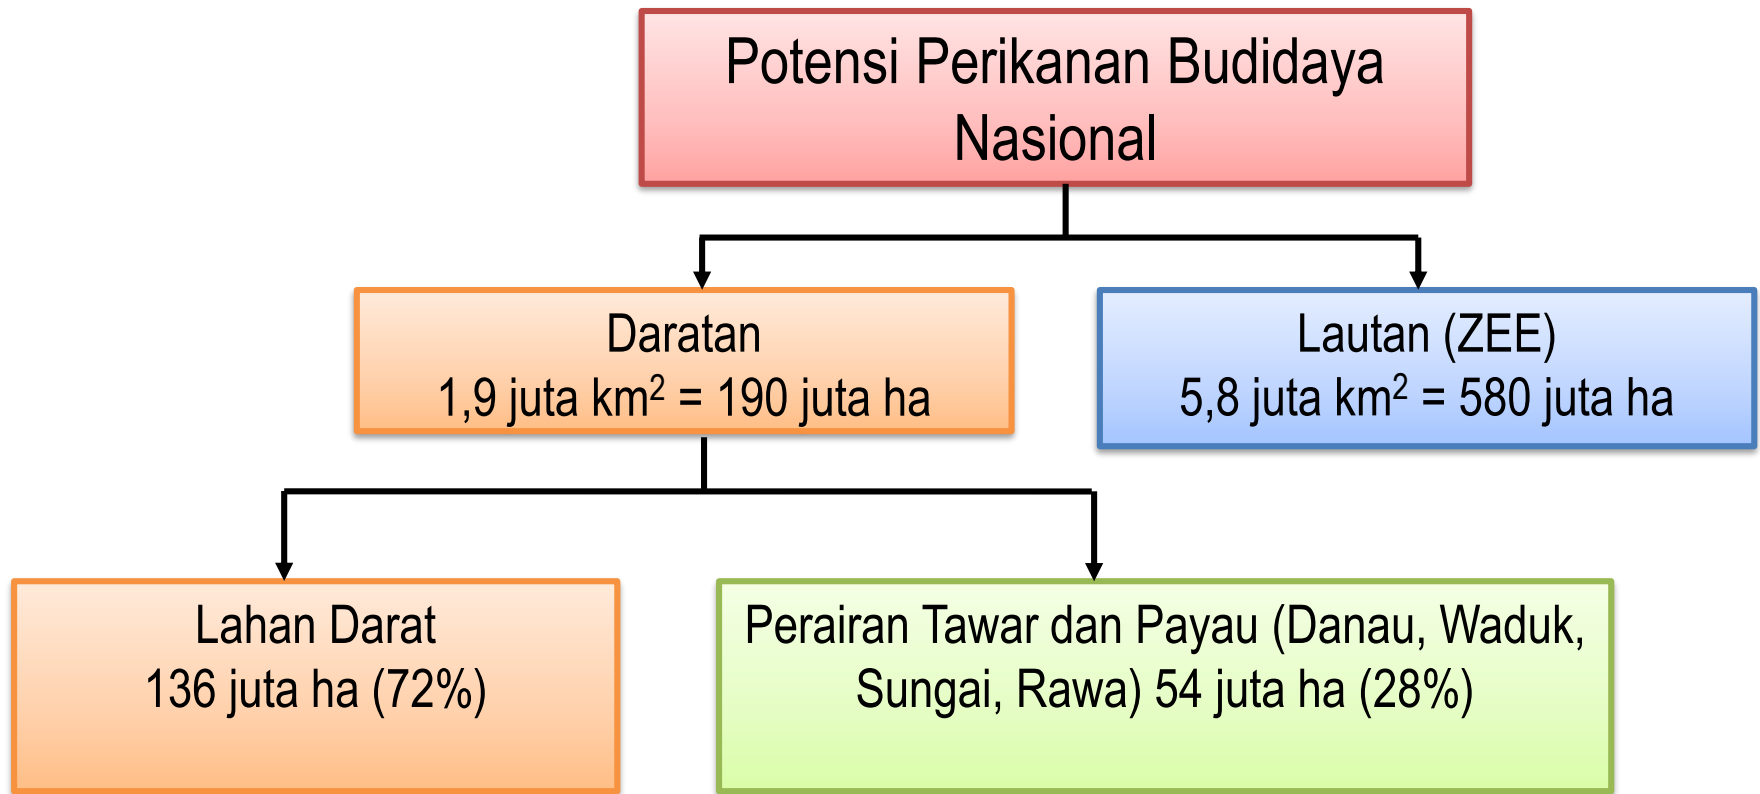 Potensi Perikanan Budidaya
Nasional
Daratan
1,9 juta km² = 190 juta ha
Lautan (ZEE)
5,8 juta km² = 580 juta ha
Lahan Darat
136 juta ha (72%)
Perairan Tawar dan Payau (Danau, Waduk,
Sungai, Rawa) 54 juta ha (28%)